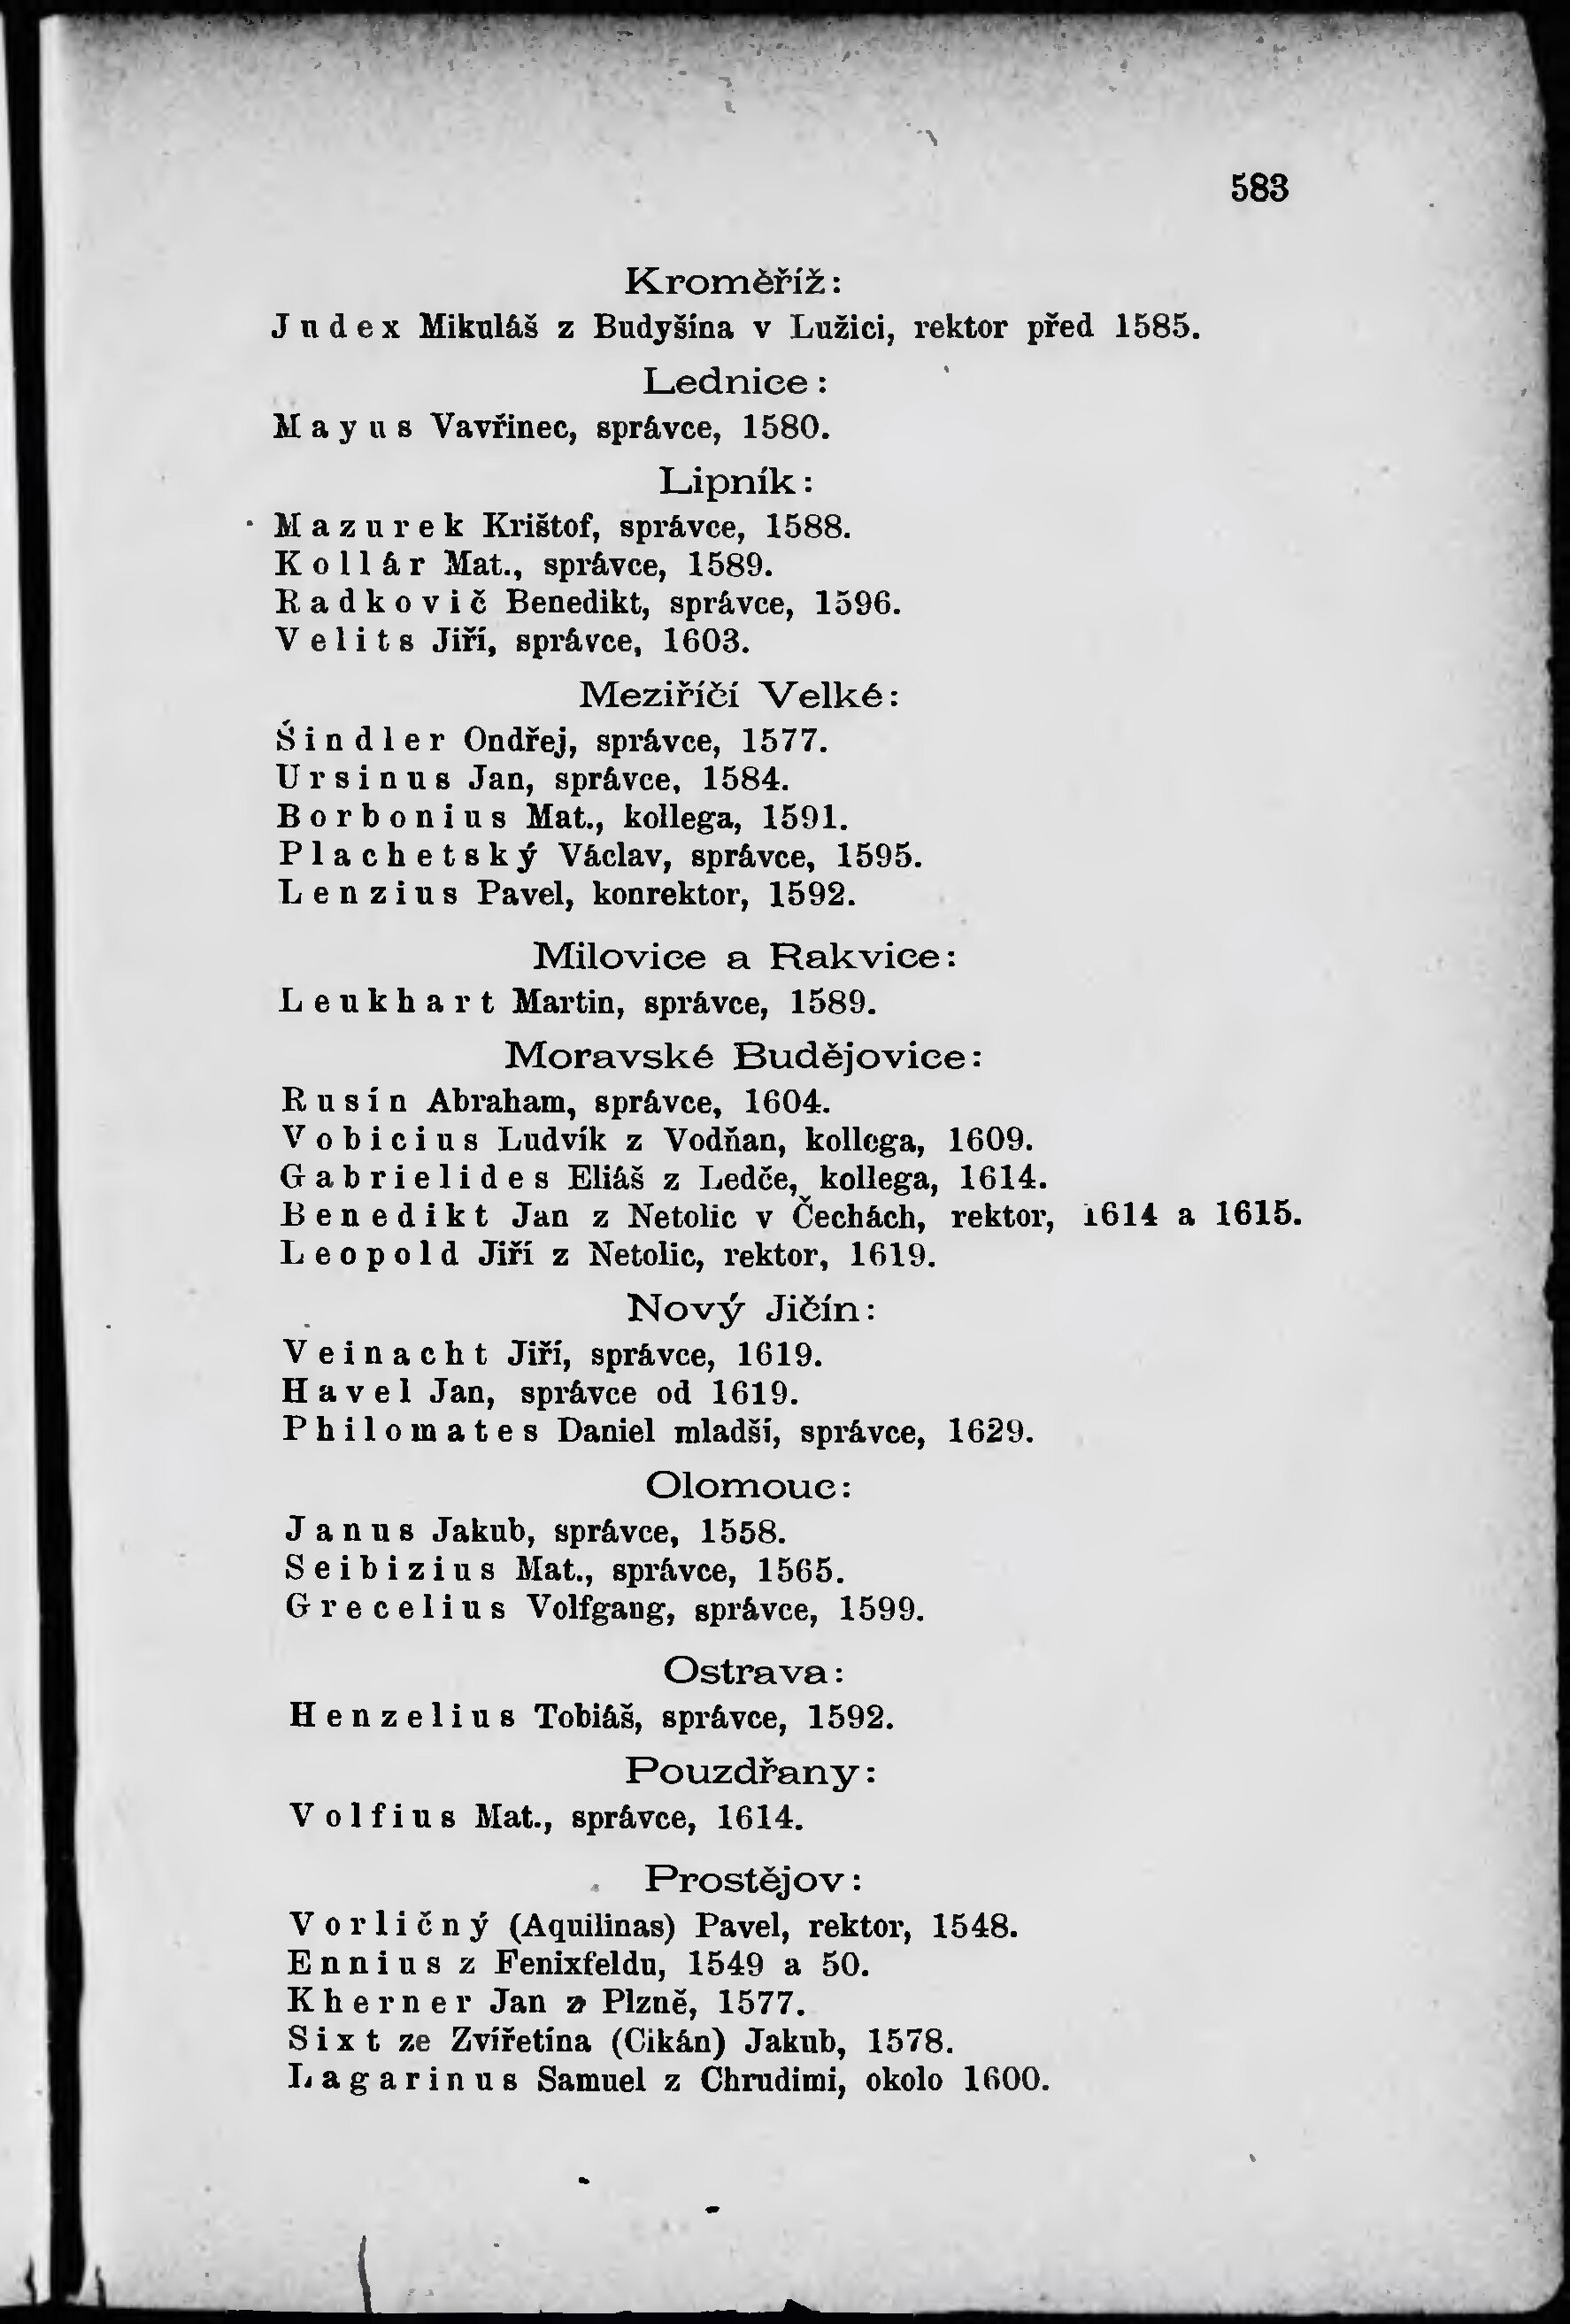 583
Kroměříž:
Judex Mikuláš z Budyšína v Lužici, rektor před 1585.
Lednice:
Mayus Vavřinec, správce, 1580.
Lipník:
Mazurek Krištof, správce, 1588.
Kollár Mat., správce, 1589.
Radkovič Benedikt, správce, 1596.
Velits Jiří, správce, 1603.
Meziříčí Velké:
Šindler Ondřej, správce, 1577.
Ursinus Jan, správce, 1584.
Borbonius Mat., kollega, 1591.
Plachetský Václav, správce, 1595.
Lenzius Pavel, konrektor, 1592.
Milovice a Rakvice:
Leukhart Martin, správce, 1589.
Moravské Budějovice:
Rusín Abraham, správce, 1604.
Vobicius Ludvík z Vodňan, kollega, 1609.
Gabrielides Eliáš z Ledče, kollega, 1614.
Benedikt Jan z Netolic v Čechách, rektor, 1614 a 1615.
Leopold Jiří z Netolic, rektor, 1619.
Nový Jičín:
Veinacht Jiří, správce, 1619.
Havel Jan, správce od 1619.
Philomates Daniel mladší, správce, 1629.
Olomouc:
Janus Jakub, správce, 1558.
Seibizius Mat., správce, 1565.
Grecelius Volfgang, správce, 1599.
Ostrava:
Henzelius Tobiáš, správce, 1592.
Pouzdřany:
Volfius Mat., správce, 1614.
Prostějov:
Vorličný (Aquilinas) Pavel, rektor, 1548.
Ennius z Fenixfeldu, 1549 a 50.
Kherner Jan z Plzně, 1577.
Sixt ze Zvířetína (Cikán) Jakub, 1578.
Lagarinus Samuel z Chrudimi, okolo 1600.